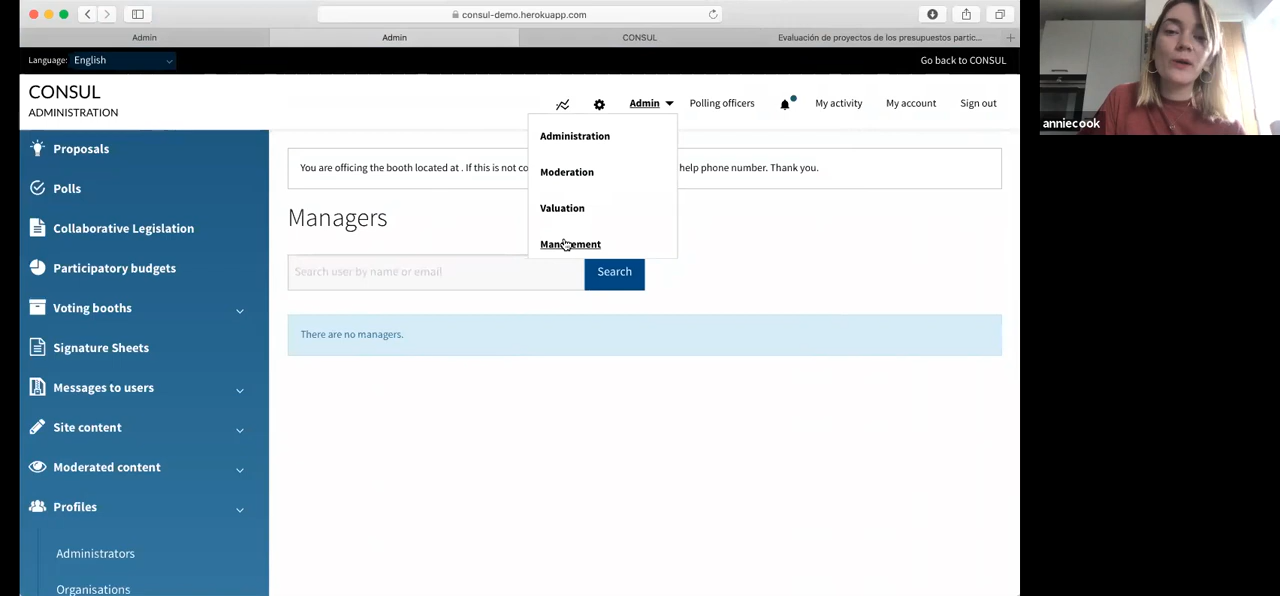 consul-demo.herokuapp.com
Admin
Admin
CONSUL
Evaluación de proyectos de los presupuestos partic...
Language: English
Go back to CONSUL
CONSUL
ADMINISTRATION
Admin
Polling officers
My activity
My account
Sign out
Administration
Moderation
Valuation
Management
Proposals
Polls
Collaborative Legislation
Participatory budgets
Voting booths
Signature Sheets
Messages to users
Site content
Moderated content
Profiles
Administrators
Organisations
You are officing the booth located at . If this is not co
help phone number. Thank you.
Managers
Search user by name or email
Search
There are no managers.
anniecook